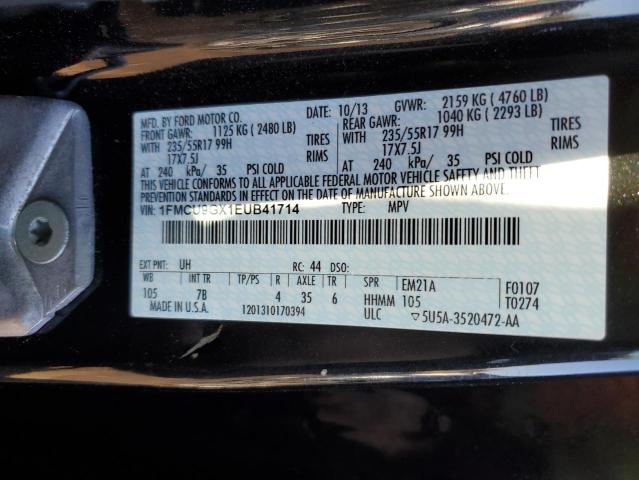 MFD. BY FORD MOTOR CO.
DATE: 10/13 GVWR: 2159 KG ( 4760 LB)
FRONT GAWR: 1125 KG ( 2480 LB) REAR GAWR: 1040 KG ( 2293 LB)
WITH 235/55R17 99H TIRES WITH 235/55R17 99H TIRES
17X7.5J RIMS 17X7.5J RIMS
AT 240 kPa/ 35 PSI COLD AT 240 kPa/ 35 PSI COLD
THIS VEHICLE CONFORMS TO ALL APPLICABLE FEDERAL MOTOR VEHICLE SAFETY AND THEFT
PREVENTION STANDARDS IN EFFECT ON THE DATE OF MANUFACTURE SHOWN ABOVE.
VIN: 1FMCU9GX1EUB41714 TYPE: MPV
EXT PNT: UH RC: 44 DSO:
WB INT TR TP/PS R AXLE TR SPR EM21A F0107
105 7B 4 35 6 HHMM 105 T0274
MADE IN U.S.A. 1201310170394 ULC ▽5U5A-3520472-AA